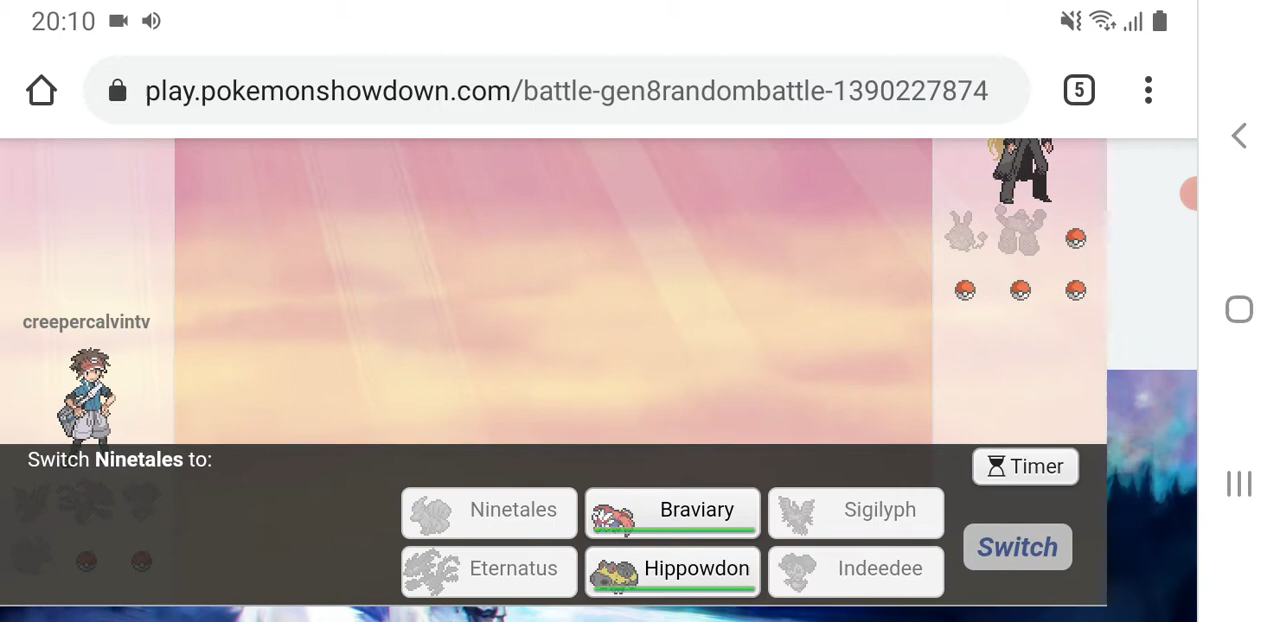 20:10
play.pokemonshowdown.com/battle-gen8randombattle-1390227874
5
creepercalvintv
Switch Ninetales to:
Timer
Ninetales
Braviary
Sigilyph
Eternatus
Hippowdon
Indeedee
Switch